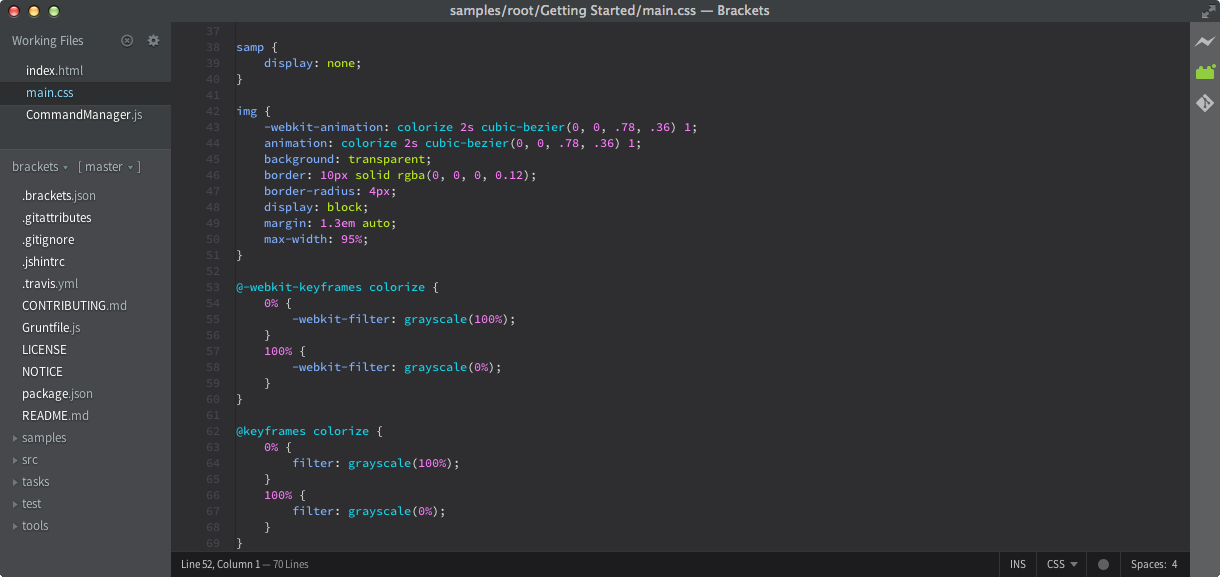 samples/root/Getting Started/main.css — Brackets
Working Files
index.html
main.css
CommandManager.js
brackets [ master ]
.brackets.json
.gitattributes
.gitignore
.jshintrc
.travis.yml
CONTRIBUTING.md
Gruntfile.js
LICENSE
NOTICE
package.json
README.md
samples
src
tasks
test
tools
37
38 samp {
39     display: none;
40 }
41
42 img {
43     -webkit-animation: colorize 2s cubic-bezier(0, 0, .78, .36) 1;
44     animation: colorize 2s cubic-bezier(0, 0, .78, .36) 1;
45     background: transparent;
46     border: 10px solid rgba(0, 0, 0, 0.12);
47     border-radius: 4px;
48     display: block;
49     margin: 1.3em auto;
50     max-width: 95%;
51 }
52
53 @-webkit-keyframes colorize {
54     0% {
55         -webkit-filter: grayscale(100%);
56     }
57     100% {
58         -webkit-filter: grayscale(0%);
59     }
60 }
61
62 @keyframes colorize {
63     0% {
64         filter: grayscale(100%);
65     }
66     100% {
67         filter: grayscale(0%);
68     }
69 }
Line 52, Column 1 — 70 Lines
INS CSS Spaces: 4